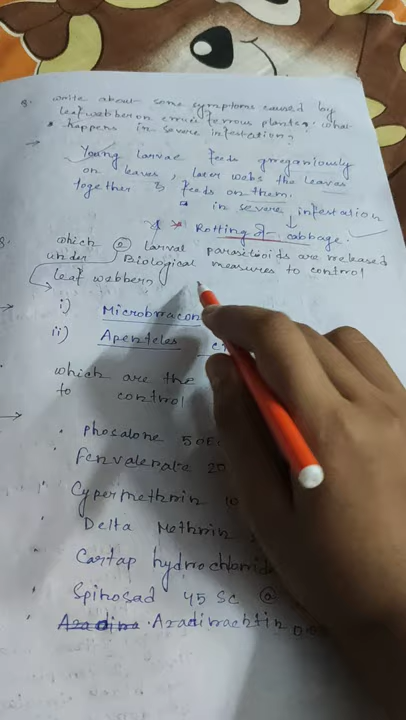 8. write about some symptoms caused by
leaf webber on cruciferrous plants? what
happens in severe infestation?
→ Young larvae feeds gregariously
on leaves, later webs the leaves
together & feeds on them.
in severe infestation
Rotting of cabbage.
8. which larval parasitoids are released
under Biological measures to control
leaf webber?
→ i) Microbracon
ii) Apenteles
which are the
to control
→
• Phosalone 50E
• Fenvalerate 20
• Cypermethrin 10
• Delta Methrin
• Cartap hydrochloride
• Spinosad 45 SC @
• Azadirachtin